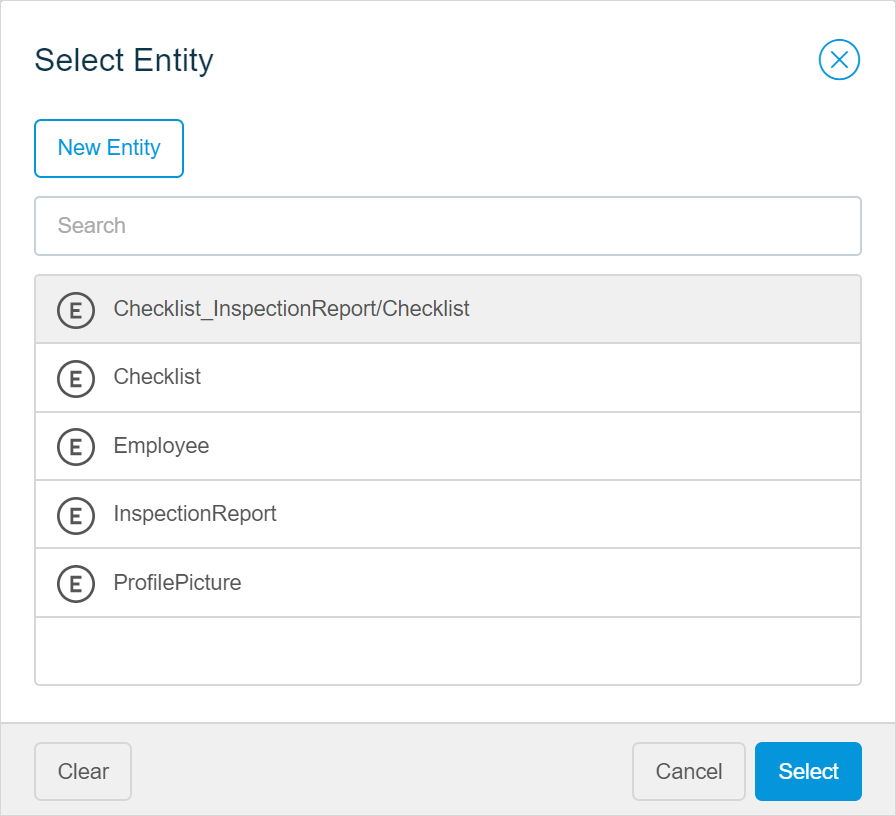 Select Entity
New Entity
Search
E Checklist_InspectionReport/Checklist
E Checklist
E Employee
E InspectionReport
E ProfilePicture
Clear Cancel Select